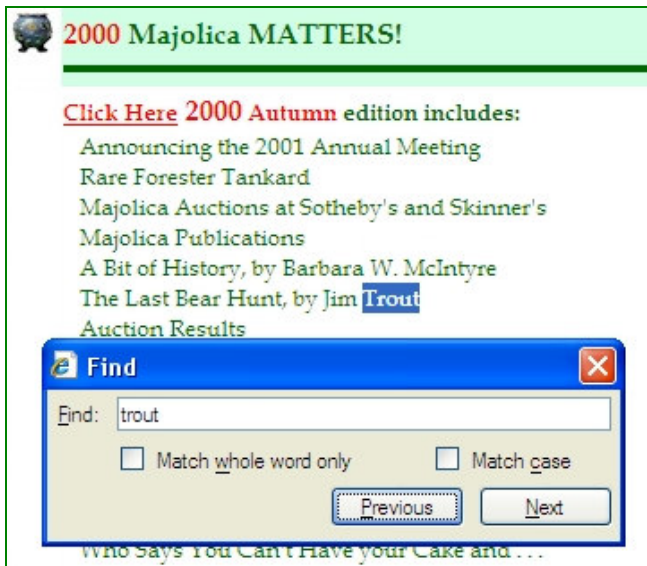 2000 Majolica MATTERS!
Click Here 2000 Autumn edition includes:
Announcing the 2001 Annual Meeting
Rare Forester Tankard
Majolica Auctions at Sotheby's and Skinner's
Majolica Publications
A Bit of History, by Barbara W. McIntyre
The Last Bear Hunt, by Jim Trout
Auction Results
Find
Find: trout
Match whole word only Match case
Previous Next
Who Says You Can't Have your Cake and . . .